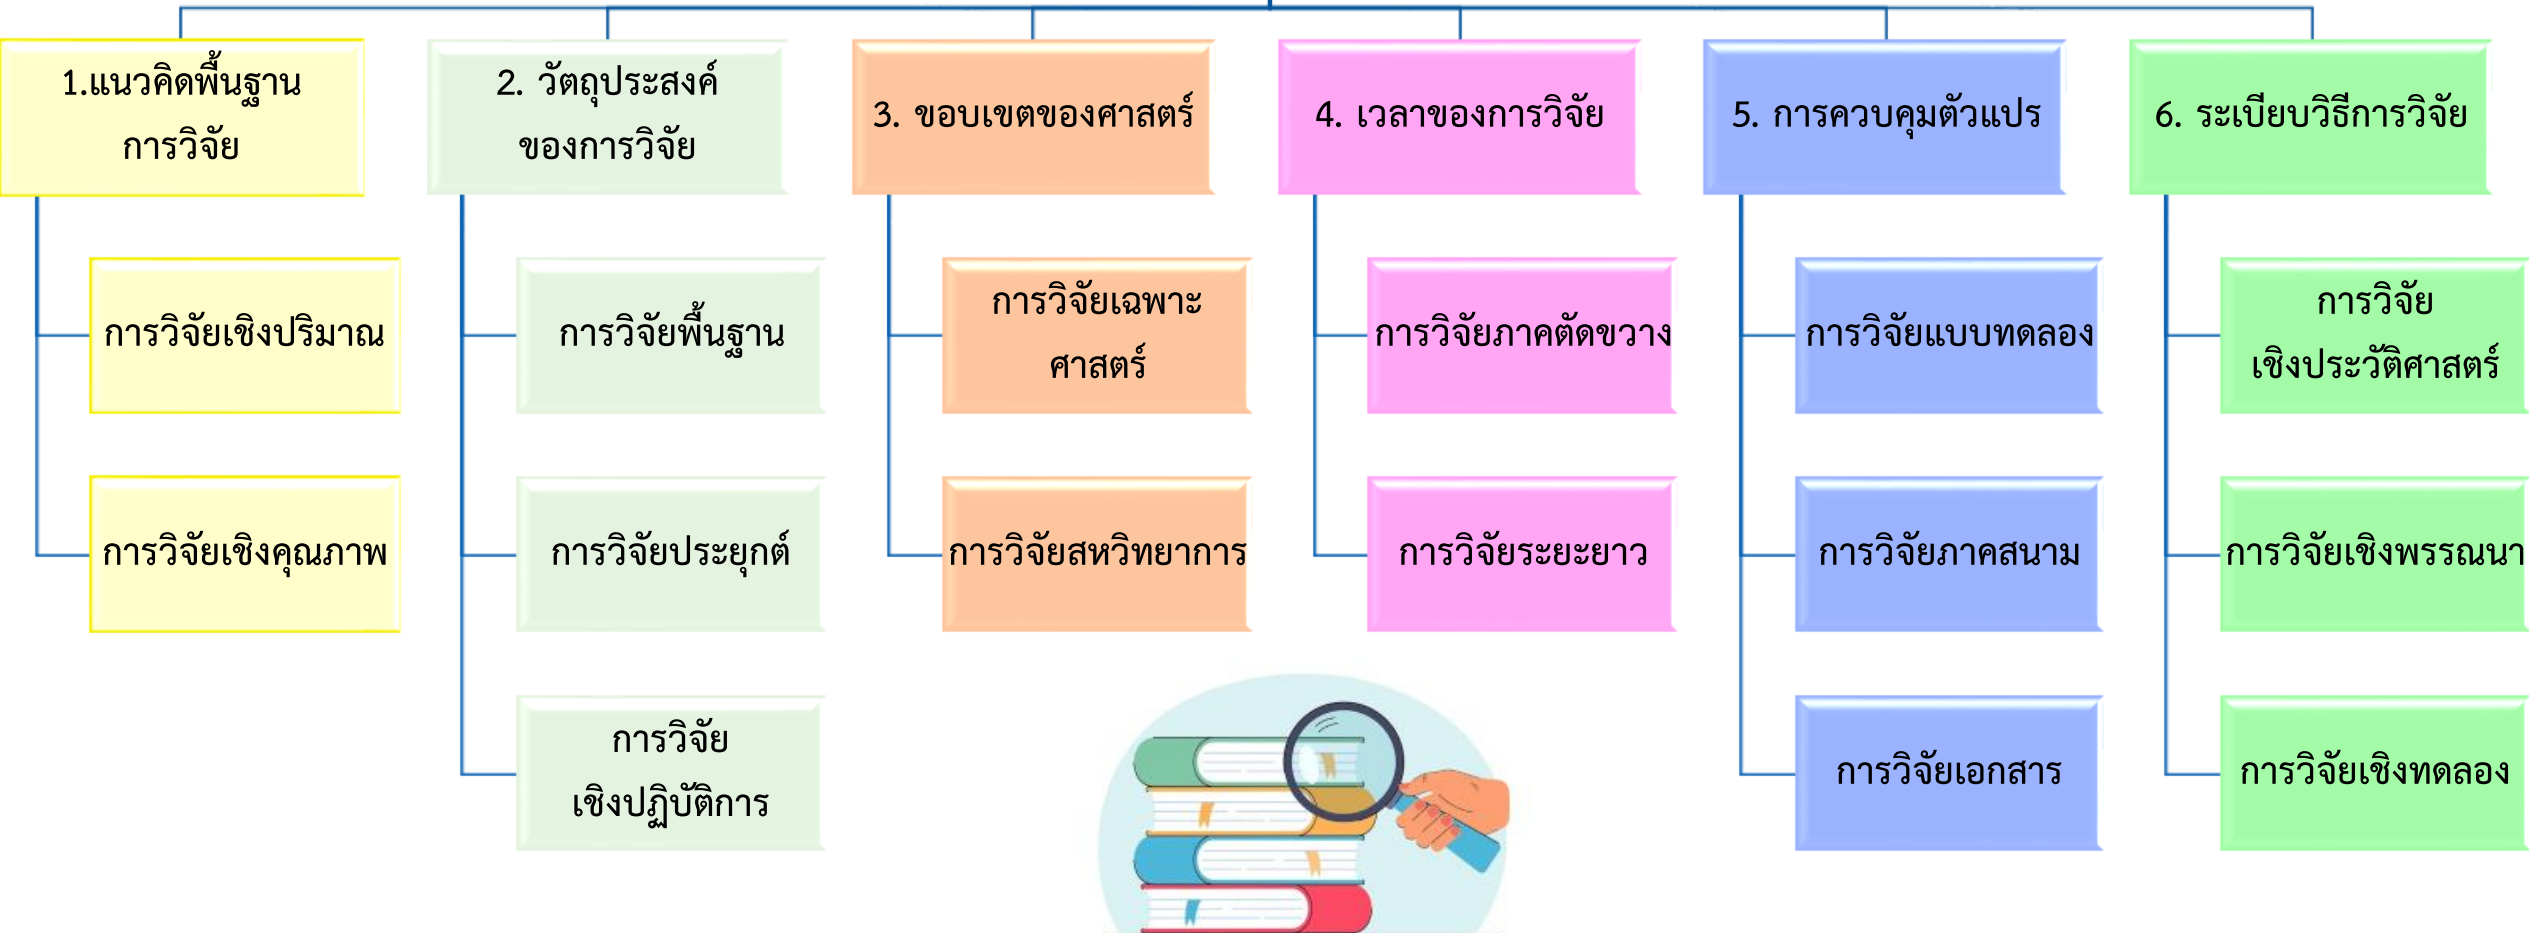 1.แนวคิดพื้นฐาน
การวิจัย
การวิจัยเชิงปริมาณ
การวิจัยเชิงคุณภาพ
2. วัตถุประสงค์
ของการวิจัย
การวิจัยพื้นฐาน
การวิจัยประยุกต์
การวิจัย
เชิงปฏิบัติการ
3. ขอบเขตของศาสตร์
การวิจัยเฉพาะ
ศาสตร์
การวิจัยสหวิทยาการ
4. เวลาของการวิจัย
การวิจัยภาคตัดขวาง
การวิจัยระยะยาว
5. การควบคุมตัวแปร
การวิจัยแบบทดลอง
การวิจัยภาคสนาม
การวิจัยเอกสาร
6. ระเบียบวิธีการวิจัย
การวิจัย
เชิงประวัติศาสตร์
การวิจัยเชิงพรรณนา
การวิจัยเชิงทดลอง